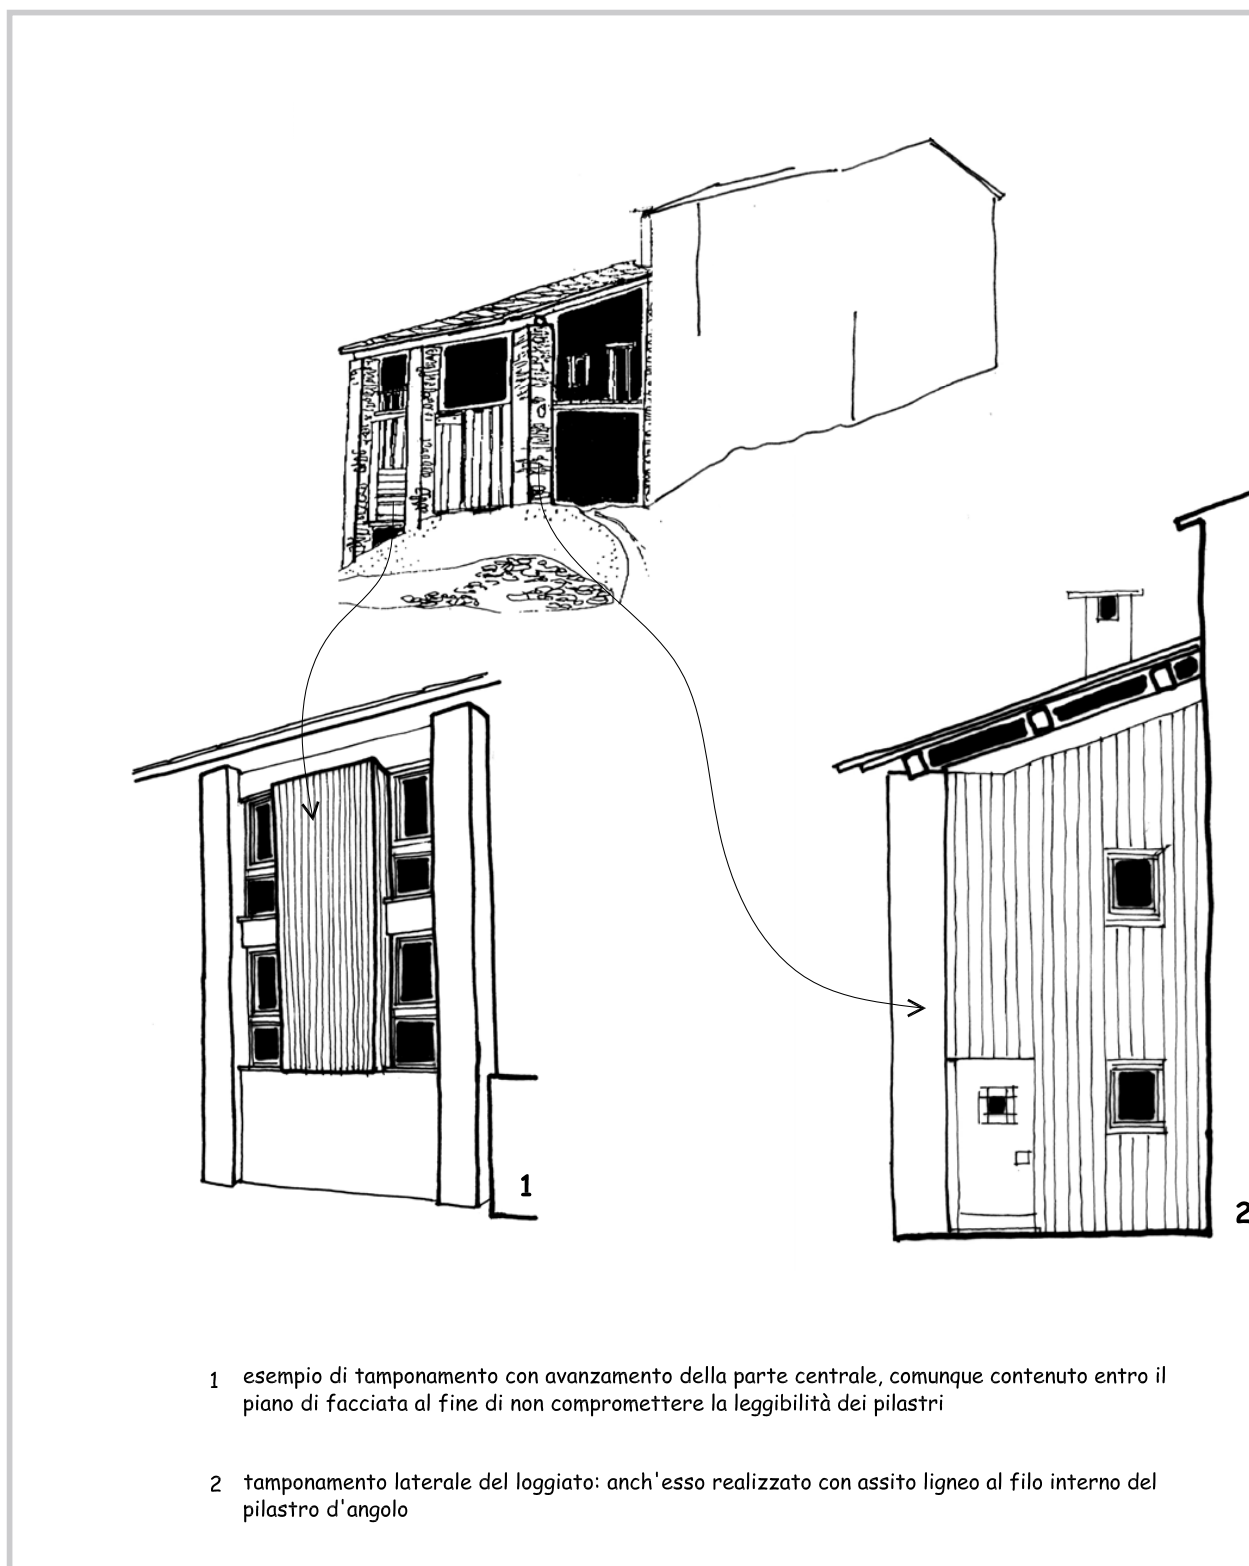 1
2
1 esempio di tamponamento con avanzamento della parte centrale, comunque contenuto entro il
piano di facciata al fine di non compromettere la leggibilità dei pilastri
2 tamponamento laterale del loggiato: anch'esso realizzato con assito ligneo al filo interno del
pilastro d'angolo